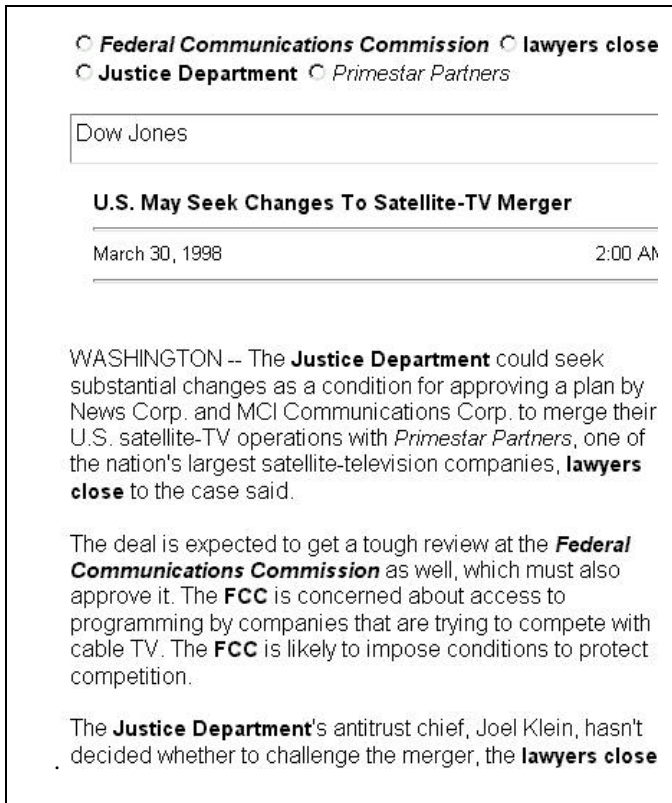 Federal Communications Commission lawyers close
Justice Department Primestar Partners
Dow Jones
U.S. May Seek Changes To Satellite-TV Merger
March 30, 1998 2:00 AM
WASHINGTON -- The Justice Department could seek
substantial changes as a condition for approving a plan by
News Corp. and MCI Communications Corp. to merge their
U.S. satellite-TV operations with Primestar Partners, one of
the nation's largest satellite-television companies, lawyers
close to the case said.
The deal is expected to get a tough review at the Federal
Communications Commission as well, which must also
approve it. The FCC is concerned about access to
programming by companies that are trying to compete with
cable TV. The FCC is likely to impose conditions to protect
competition.
The Justice Department's antitrust chief, Joel Klein, hasn't
. decided whether to challenge the merger, the lawyers close